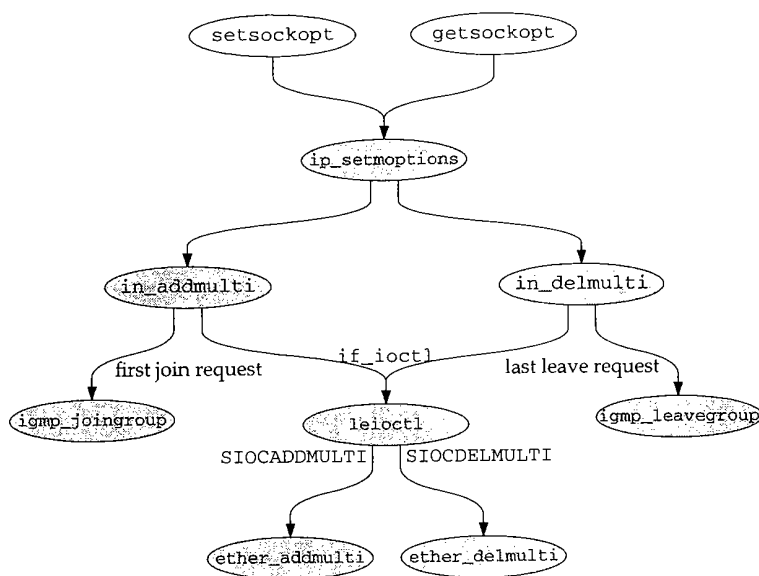 setsockopt
getsockopt
ip_setmoptions
in_addmulti
in_delmulti
if_ioctl
first join request
last leave request
igmp_joingroup
leioctl
igmp_leavegroup
SIOCADDMULTI
SIOCDELMULTI
ether_addmulti
ether_delmulti